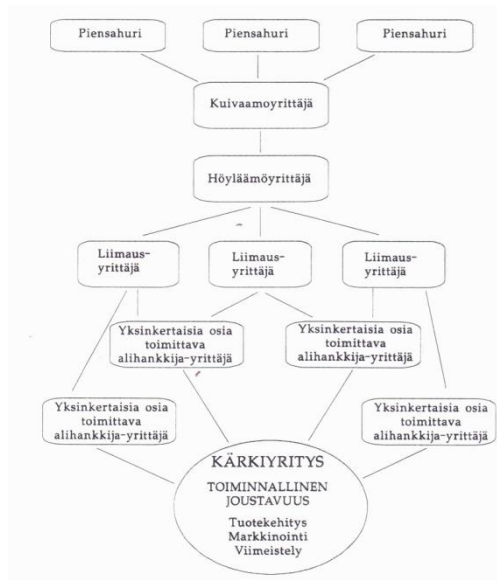 Piensahuri
Piensahuri
Piensahuri
Kuivaamoyrittäjä
Höyläämöyrittäjä
Liimaus-
yrittäjä
Liimaus-
yrittäjä
Liimaus-
yrittäjä
Yksinkertaisia osia
toimittava
alihankkija-yrittäjä
Yksinkertaisia osia
toimittava
alihankkija-yrittäjä
Yksinkertaisia osia
toimittava
alihankkija-yrittäjä
Yksinkertaisia osia
toimittava
alihankkija-yrittäjä
KÄRKIYRITYS
TOIMINNALLINEN
JOUSTAVUUS
Tuotekehitys
Markkinointi
Viimeistely